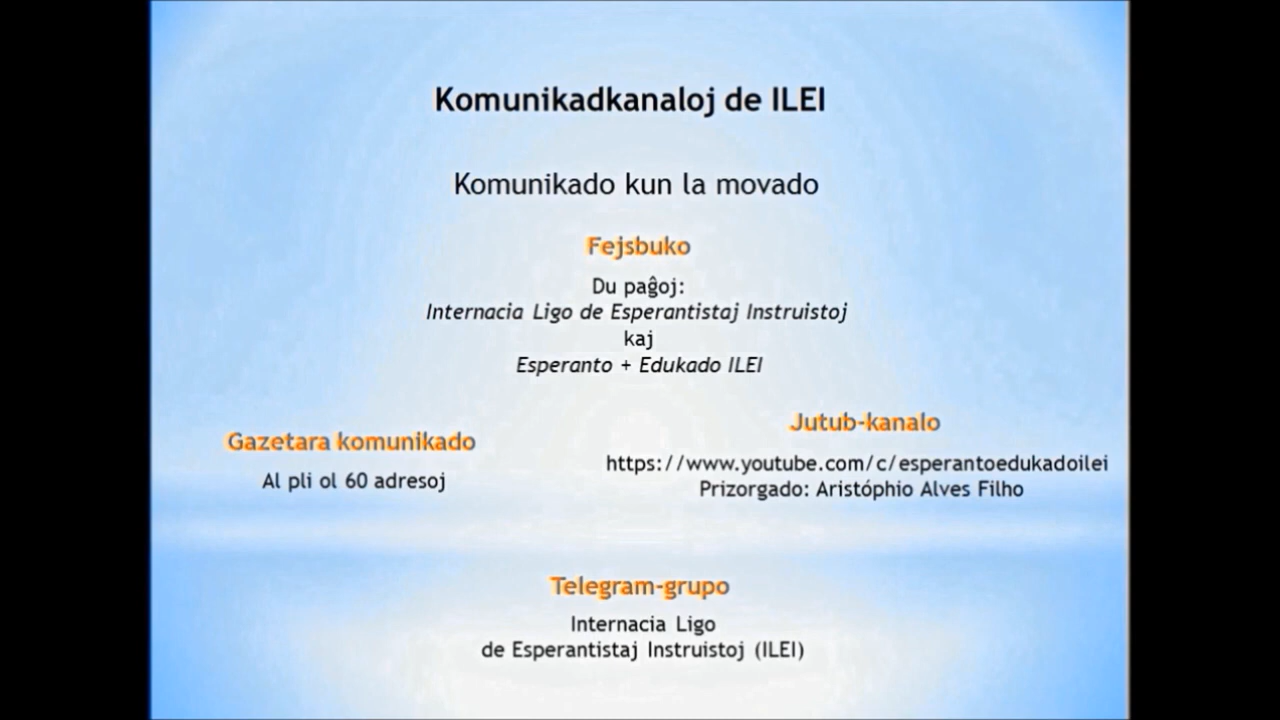 Komunikadkanaloj de ILEI
Komunikado kun la movado
Fejsbuko
Du paĝoj:
Internacia Ligo de Esperantistaj Instruistoj
kaj
Esperanto + Edukado ILEI
Gazetara komunikado
Al pli ol 60 adresoj
Jutub-kanalo
https://www.youtube.com/c/esperantoedukadoilei
Prizorgado: Aristóphio Alves Filho
Telegram-grupo
Internacia Ligo
de Esperantistaj Instruistoj (ILEI)